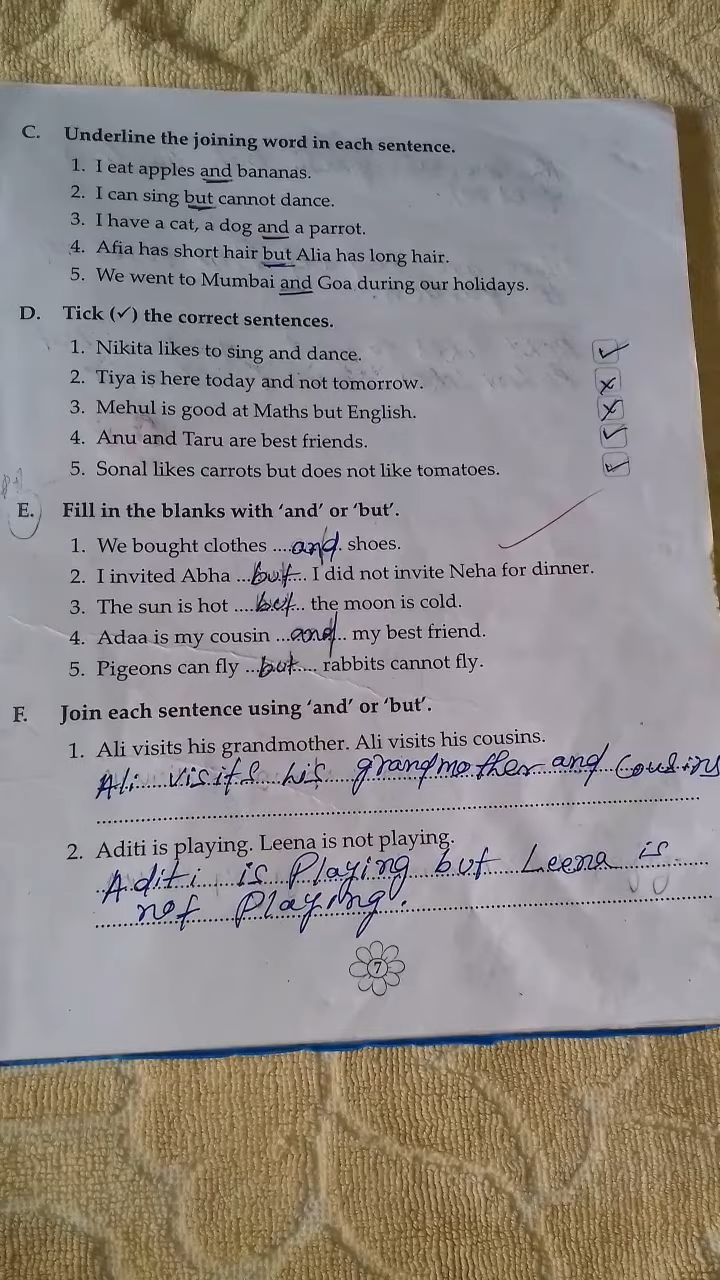 C. Underline the joining word in each sentence.
1. I eat apples and bananas.
2. I can sing but cannot dance.
3. I have a cat, a dog and a parrot.
4. Afia has short hair but Alia has long hair.
5. We went to Mumbai and Goa during our holidays.
D. Tick (✓) the correct sentences.
1. Nikita likes to sing and dance. ✓
2. Tiya is here today and not tomorrow. x
3. Mehul is good at Maths but English. x
4. Anu and Taru are best friends. ✓
5. Sonal likes carrots but does not like tomatoes. ✓
E. Fill in the blanks with ‘and’ or ‘but’.
1. We bought clothes ....and. shoes.
2. I invited Abha ...but... I did not invite Neha for dinner.
3. The sun is hot ....but.. the moon is cold.
4. Adaa is my cousin ...and.. my best friend.
5. Pigeons can fly ...but.... rabbits cannot fly.
F. Join each sentence using ‘and’ or ‘but’.
1. Ali visits his grandmother. Ali visits his cousins.
Ali visits his grandmother and cousins
2. Aditi is playing. Leena is not playing.
Aditi is Playing but Leena is
not Playing.
7